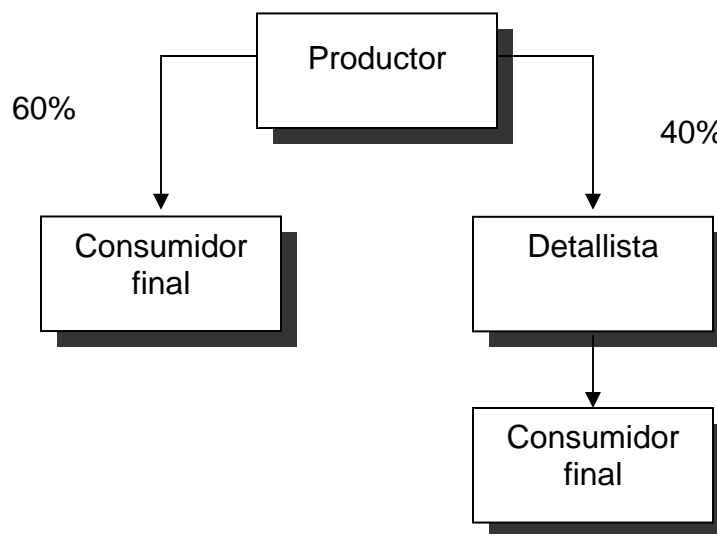 Productor
60%
40%
Consumidor
final
Detallista
Consumidor
final